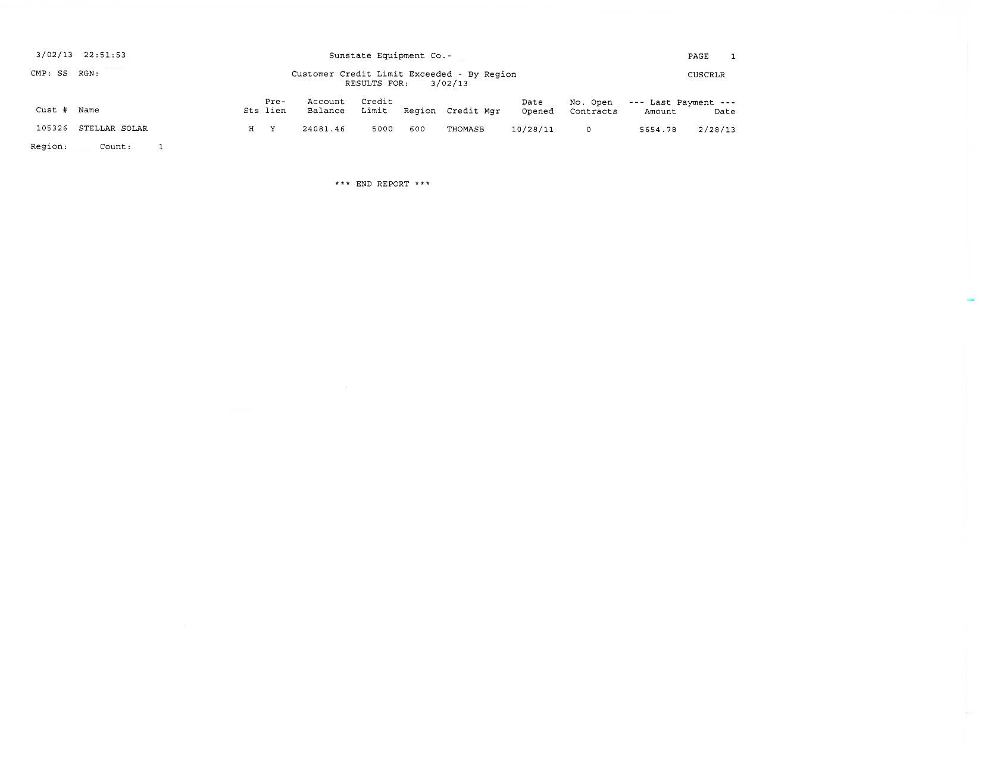 3/02/13 22:51:53 Sunstate Equipment Co.- PAGE 1
CMP: SS RGN: Customer Credit Limit Exceeded - By Region CUSCRLR
RESULTS FOR: 3/02/13
Pre- Account Credit Date No. Open --- Last Payment ---
Cust # Name Sts lien Balance Limit Region Credit Mgr Opened Contracts Amount Date
105326 STELLAR SOLAR H Y 24081.46 5000 600 THOMASB 10/28/11 0 5654.78 2/28/13
Region: Count: 1
*** END REPORT ***